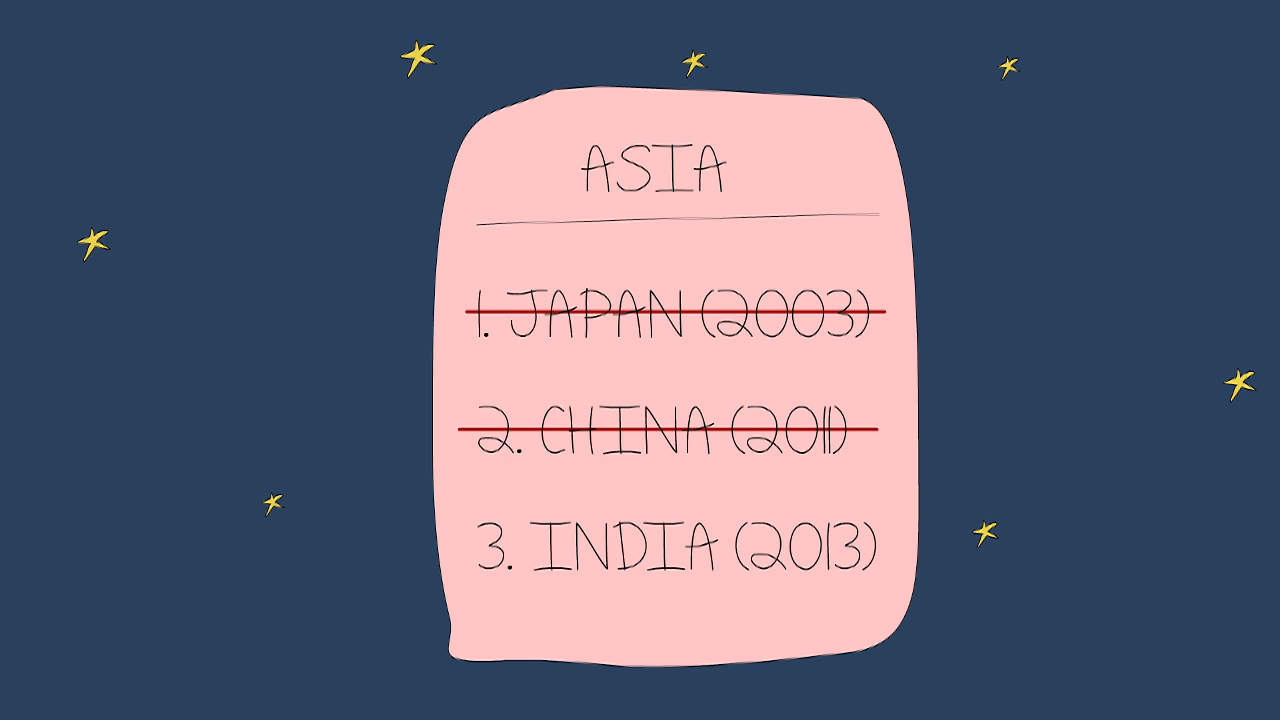 ASIA
1. JAPAN (2003)
2. CHINA (2011)
3. INDIA (2013)